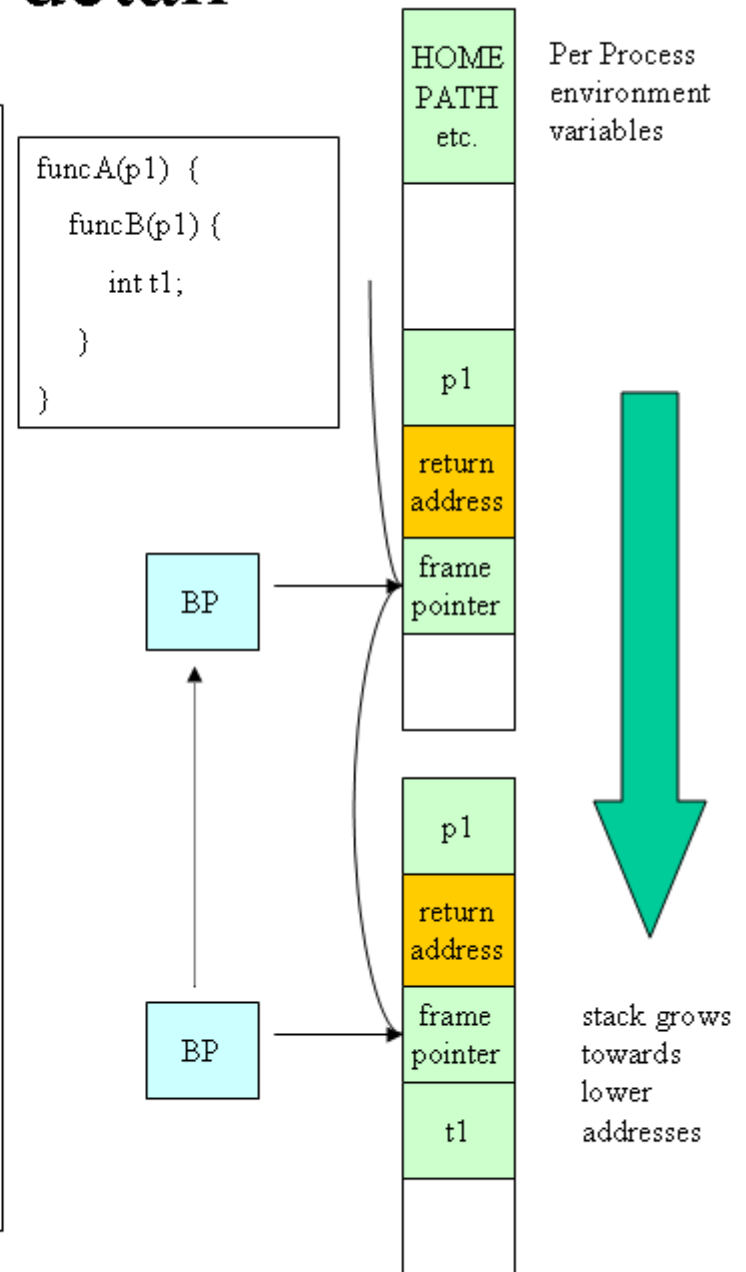 HOME
PATH
etc.
Per Process
environment
variables
funcA(p1) {
funcB(p1) {
int t1;
}
}
p1
return
address
frame
pointer
BP
p1
return
address
frame
pointer
BP
t1
stack grows
towards
lower
addresses